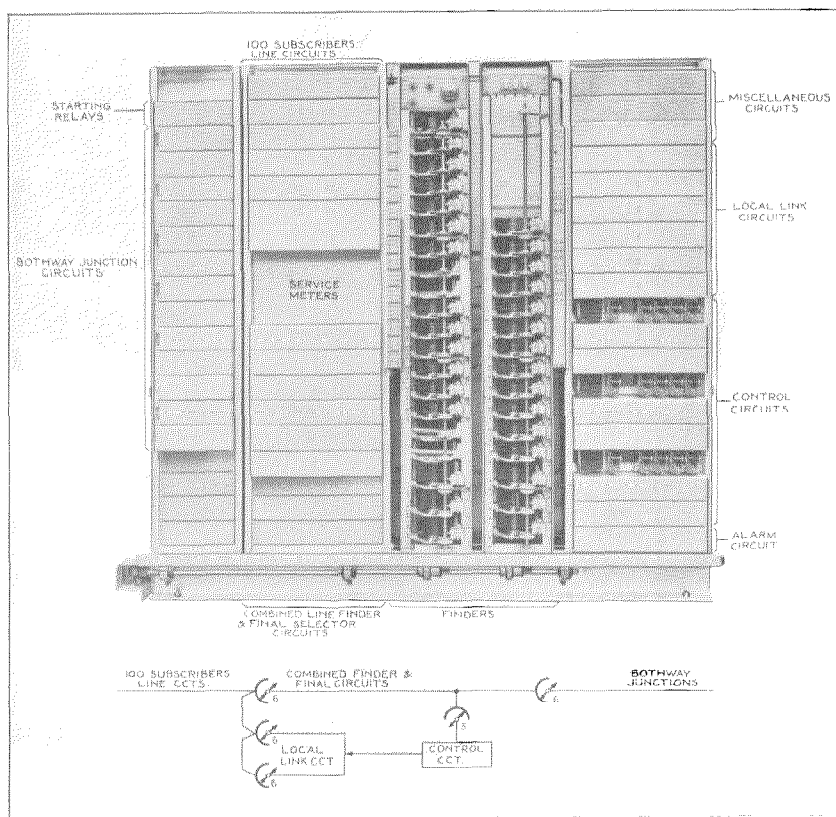 100 SUBSCRIBERS
LINE CIRCUITS
STARTING
RELAYS
MISCELLANEOUS
CIRCUITS
LOCAL LINK
CIRCUITS
BOTHWAY JUNCTION
CIRCUITS
SERVICE
METERS
CONTROL
CIRCUITS
ALARM
CIRCUIT
COMBINED LINE FINDER
& FINAL SELECTOR
CIRCUITS
FINDERS
100 SUBSCRIBERS
LINE CCTS.
COMBINED FINDER &
FINAL CIRCUITS
BOTHWAY
JUNCTIONS
6
6
3
6
LOCAL
LINK CCT.
CONTROL
CCT.
6